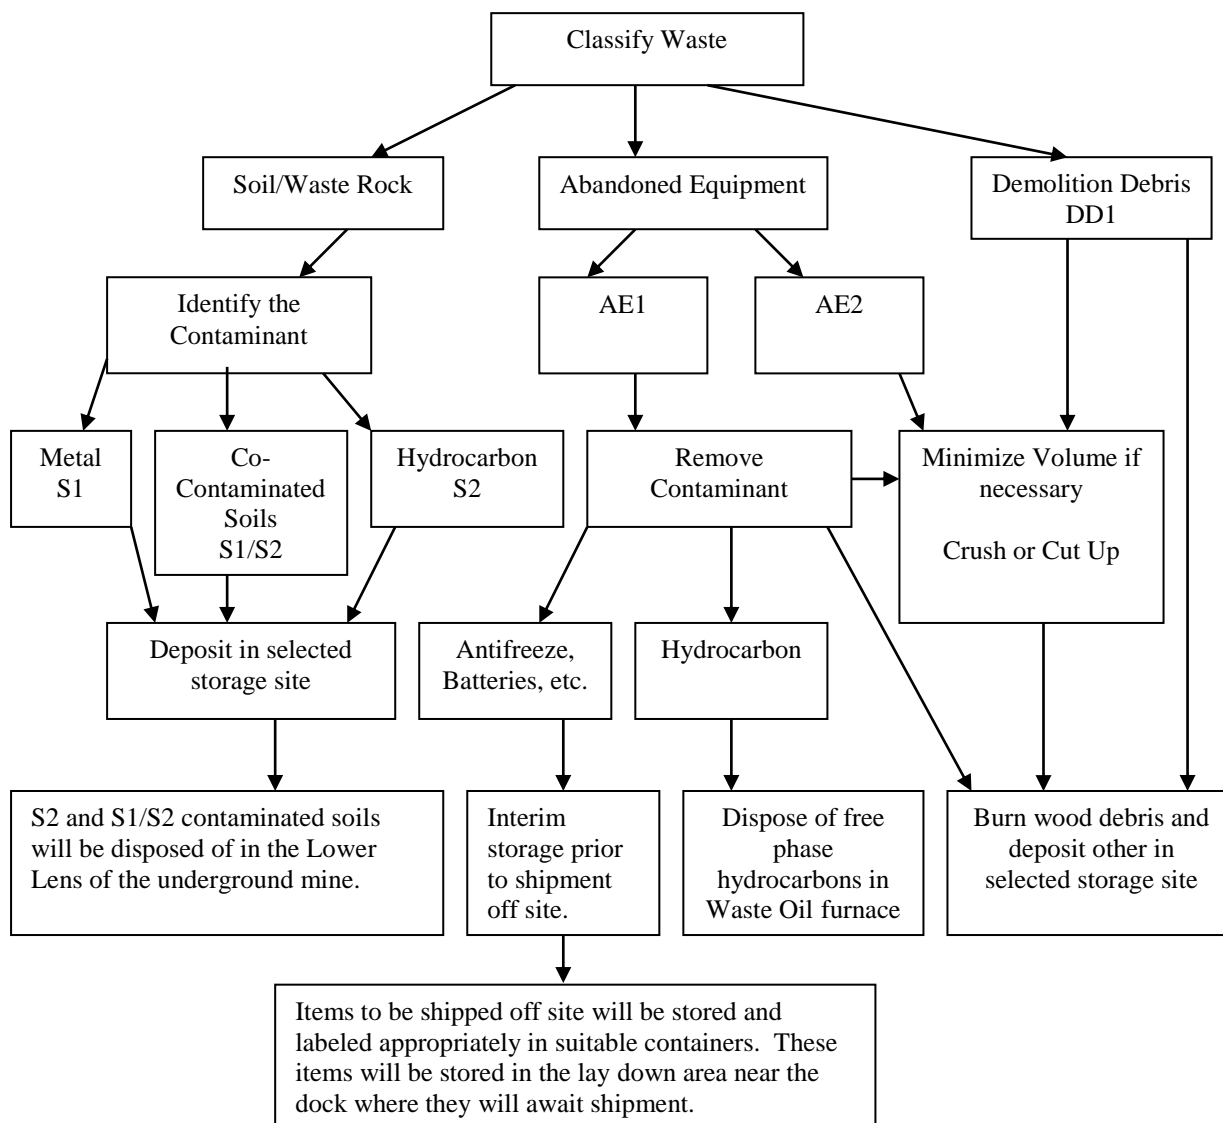 Classify Waste
Soil/Waste Rock
Abandoned Equipment
Demolition Debris
DD1
Identify the
Contaminant
AE1
AE2
Metal
S1
Co-
Contaminated
Soils
S1/S2
Hydrocarbon
S2
Remove
Contaminant
Minimize Volume if
necessary
Crush or Cut Up
Deposit in selected
storage site
Antifreeze,
Batteries, etc.
Hydrocarbon
S2 and S1/S2 contaminated soils
will be disposed of in the Lower
Lens of the underground mine.
Interim
storage prior
to shipment
off site.
Dispose of free
phase
hydrocarbons in
Waste Oil furnace
Burn wood debris and
deposit other in
selected storage site
Items to be shipped off site will be stored and
labeled appropriately in suitable containers.  These
items will be stored in the lay down area near the
dock where they will await shipment.